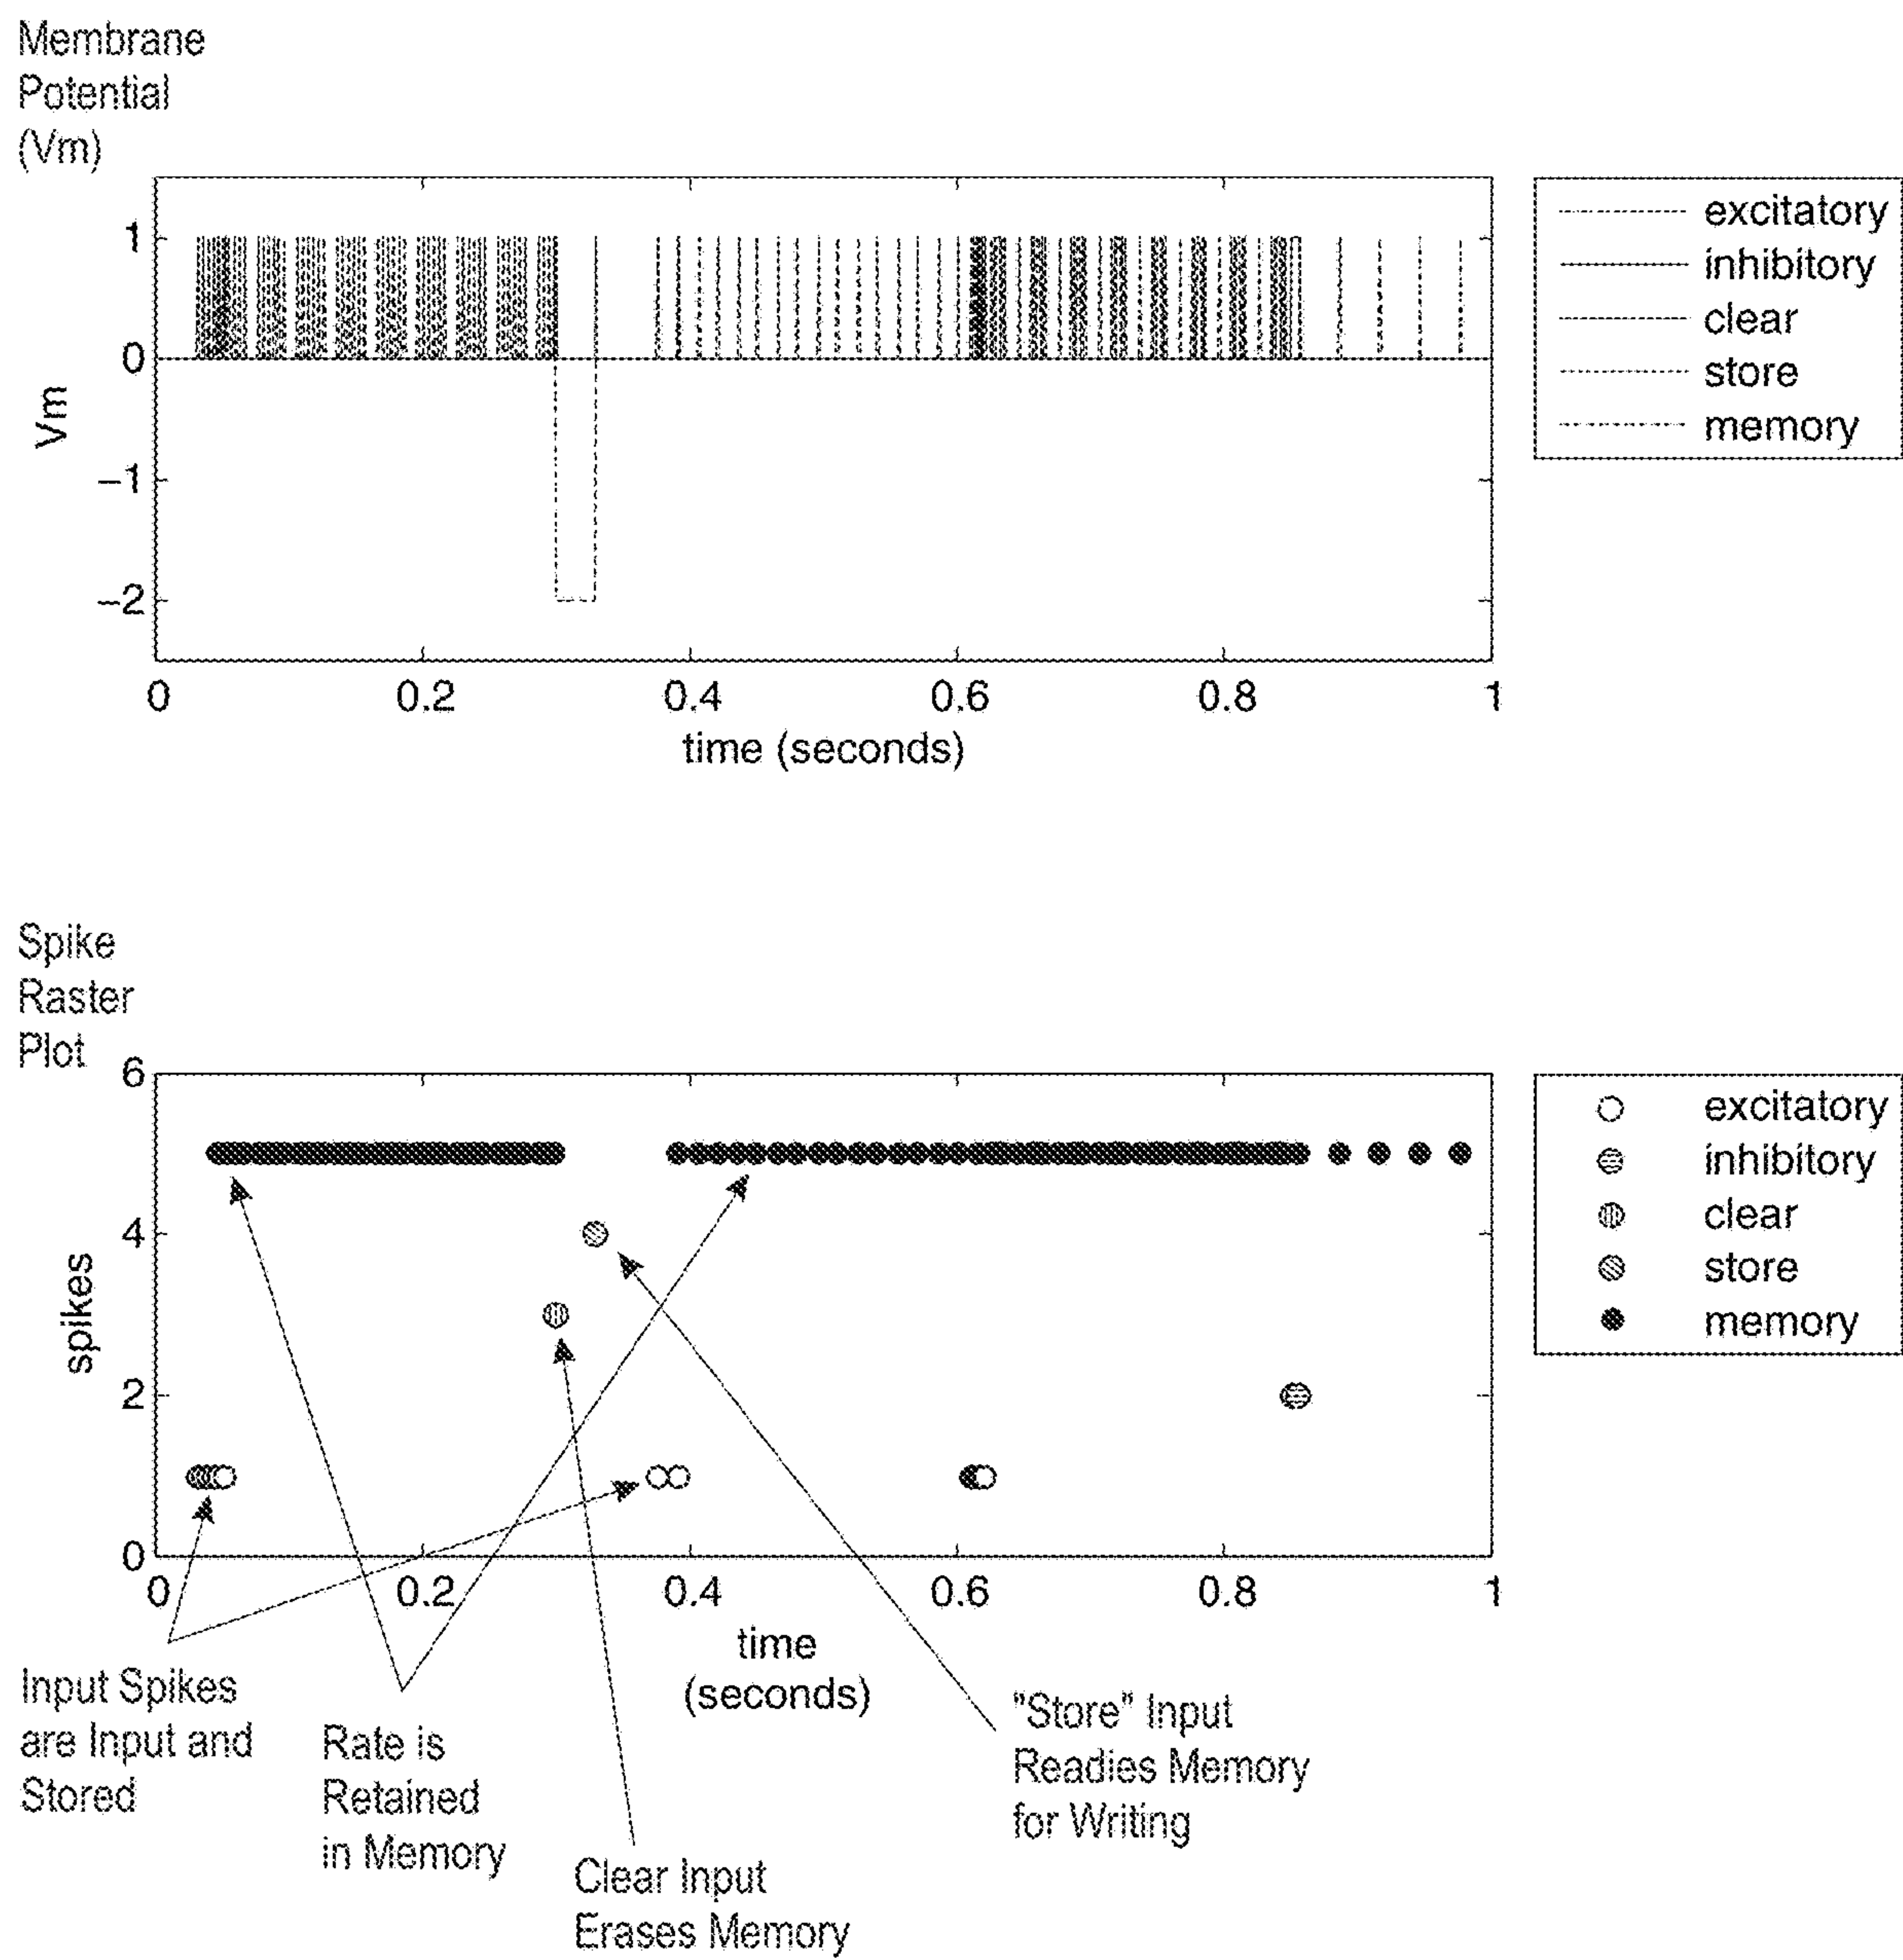 Membrane
Potential
(Vm)
1
0
−1
−2
Vm
0 0.2 0.4 0.6 0.8 1
time (seconds)
excitatory
inhibitory
clear
store
memory
Spike
Raster
Plot
6
4
2
0
spikes
0 0.2 0.4 0.6 0.8 1
time
(seconds)
excitatory
inhibitory
clear
store
memory
Input Spikes
are Input and
Stored
Rate is
Retained
in Memory
Clear Input
Erases Memory
"Store" Input
Readies Memory
for Writing